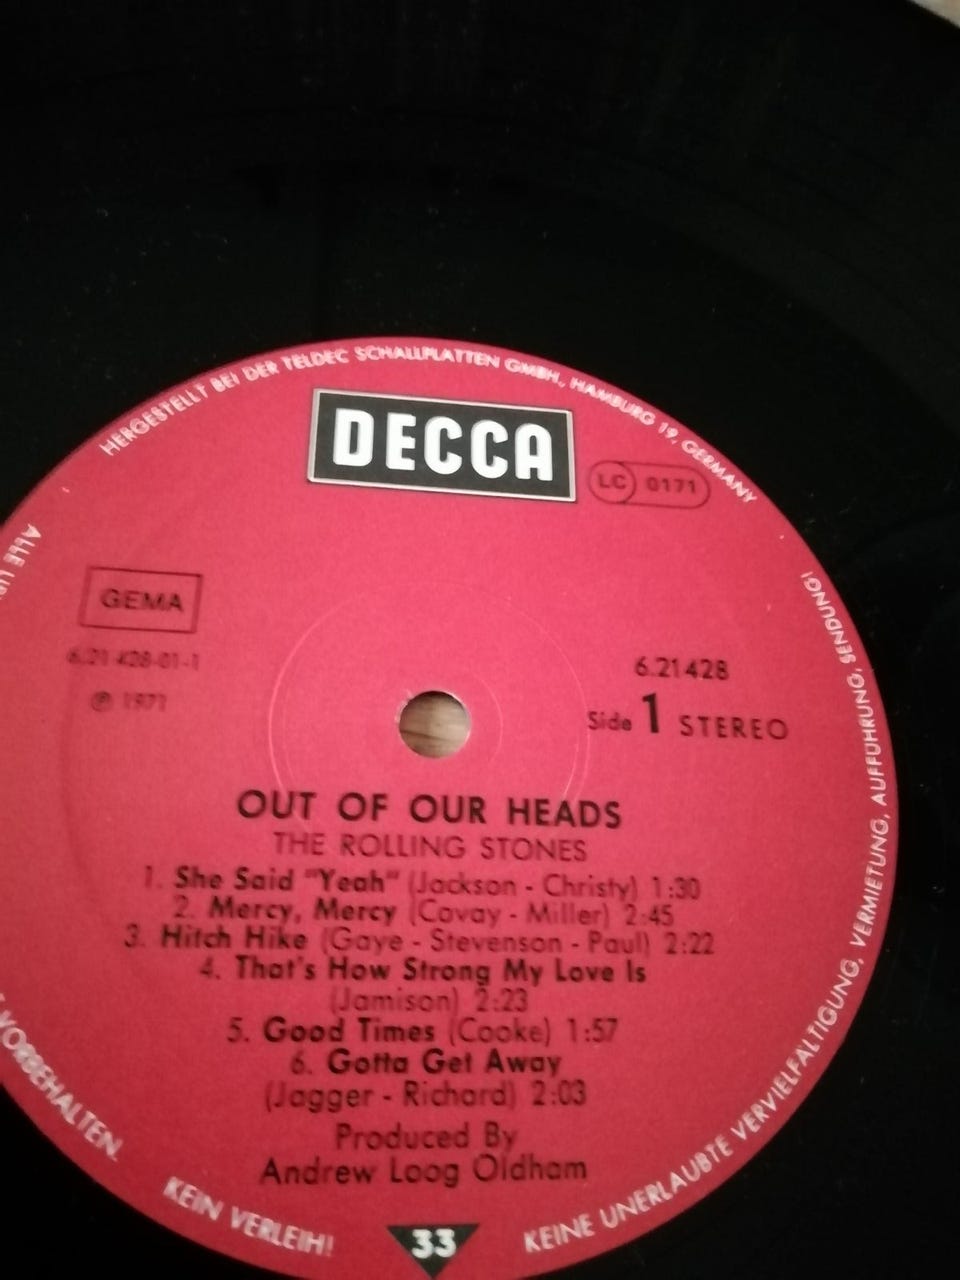 HERGESTELLT BEI DER TELDEC SCHALLPLATTEN GMBH., HAMBURG 19, GERMANY
DECCA
LC 0171
ALLE
GEMA
6.21 428-01-1
℗ 1971
6.21428
Side 1 STEREO
OUT OF OUR HEADS
THE ROLLING STONES
1. She Said "Yeah" (Jackson - Christy) 1:30
2. Mercy, Mercy (Covay - Miller) 2:45
3. Hitch Hike (Gaye - Stevenson - Paul) 2:22
4. That's How Strong My Love Is
(Jamison) 2:23
5. Good Times (Cooke) 1:57
6. Gotta Get Away
(Jagger - Richard) 2:03
Produced By
Andrew Loog Oldham
33
VORBEHALTEN.
KEIN VERLEIH!
KEINE UNERLAUBTE VERVIELFÄLTIGUNG, VERMIETUNG, AUFFÜHRUNG, SENDUNG!